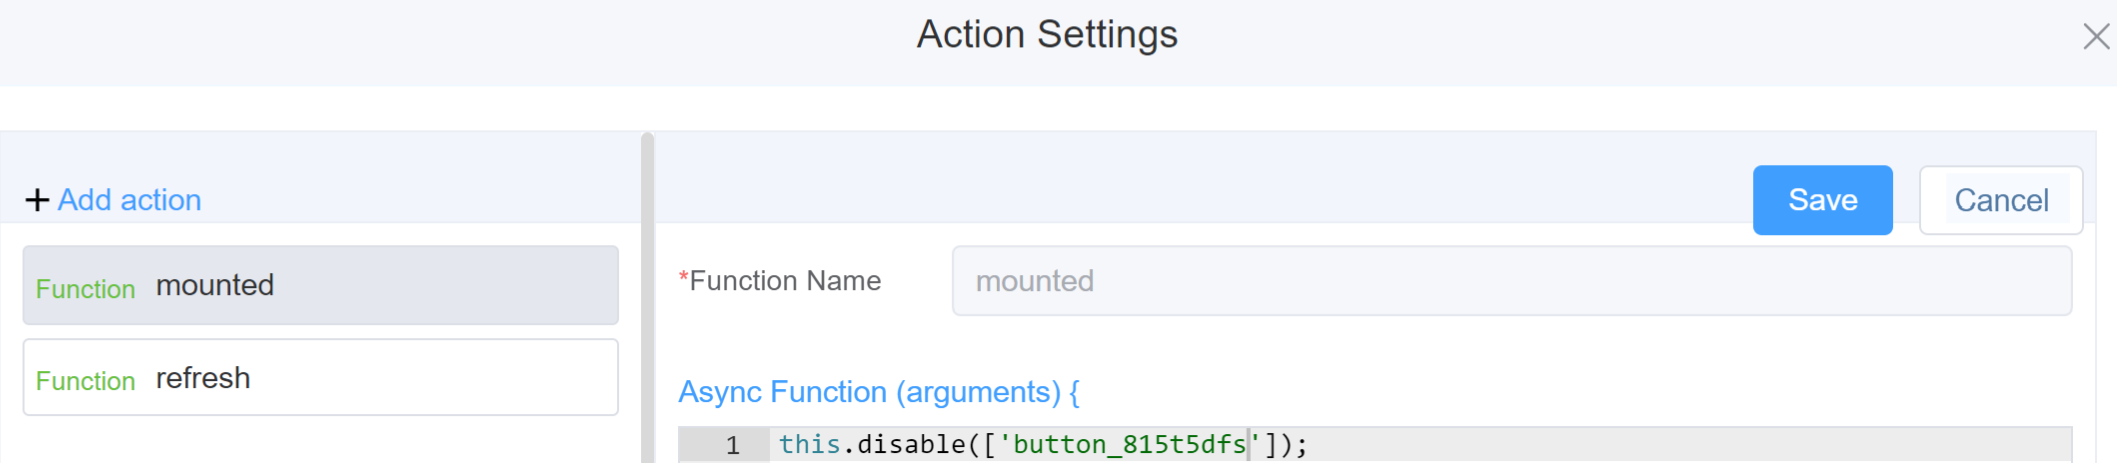 Action Settings
+ Add action
Save
Cancel
Function mounted
Function refresh
*Function Name
mounted
Async Function (arguments) {
1 this.disable(['button_815t5dfs']);